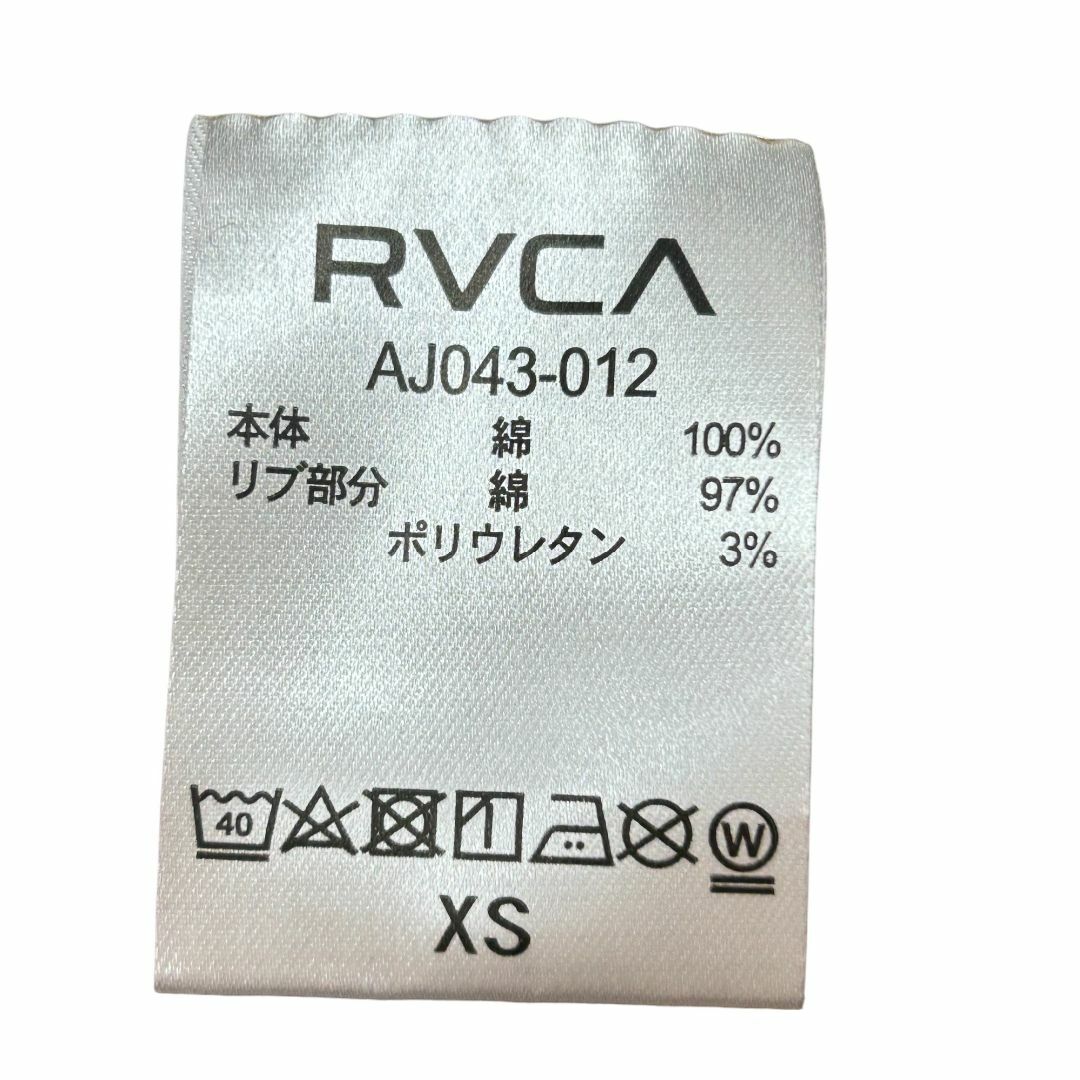 RVCA
AJ043-012
本体 綿 100%
リブ部分 綿 97%
ポリウレタン 3%
40 W
XS